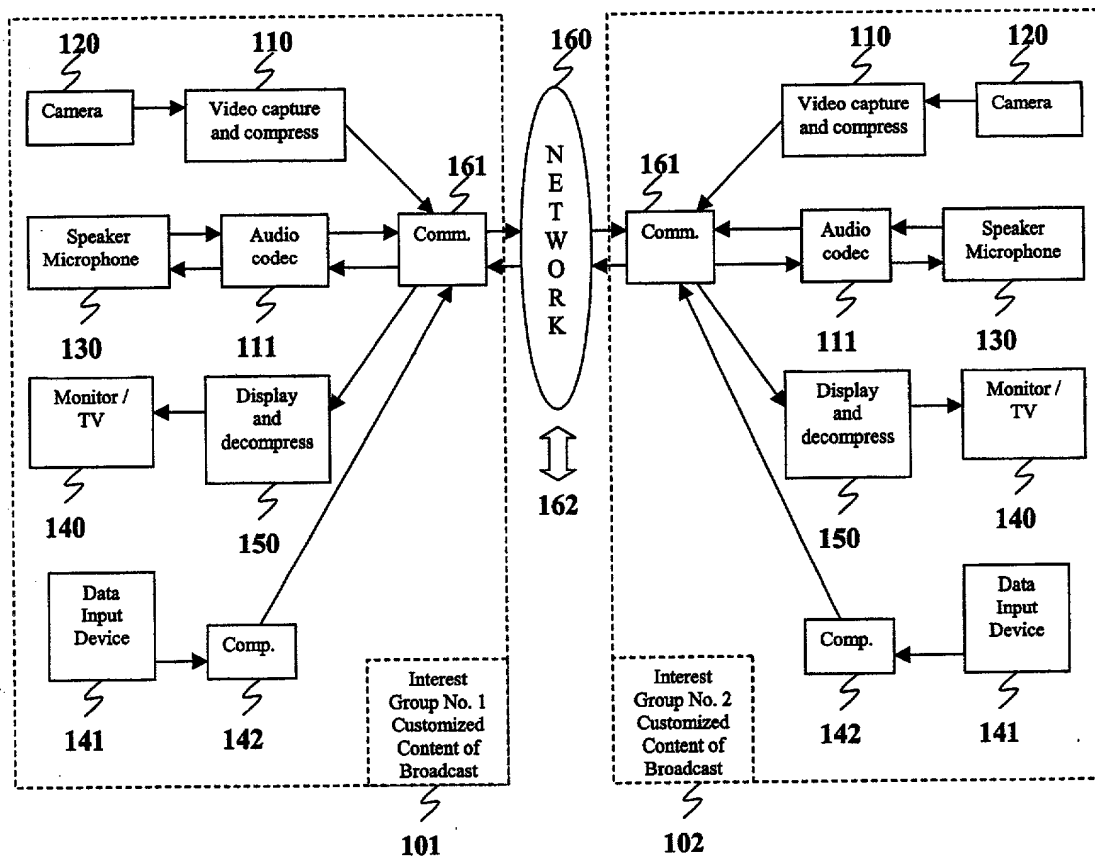 120
110
160
110
120
Camera
Video capture
and compress
Video capture
and compress
Camera
161
NETWORK
161
Speaker
Microphone
Audio
codec
Comm.
Comm.
Audio
codec
Speaker
Microphone
130
111
111
130
Monitor /
TV
Display
and
decompress
Display
and
decompress
Monitor /
TV
140
150
162
150
140
Data
Input
Device
Comp.
Comp.
Data
Input
Device
141
142
142
141
Interest
Group No. 1
Customized
Content of
Broadcast
Interest
Group No. 2
Customized
Content of
Broadcast
101
102